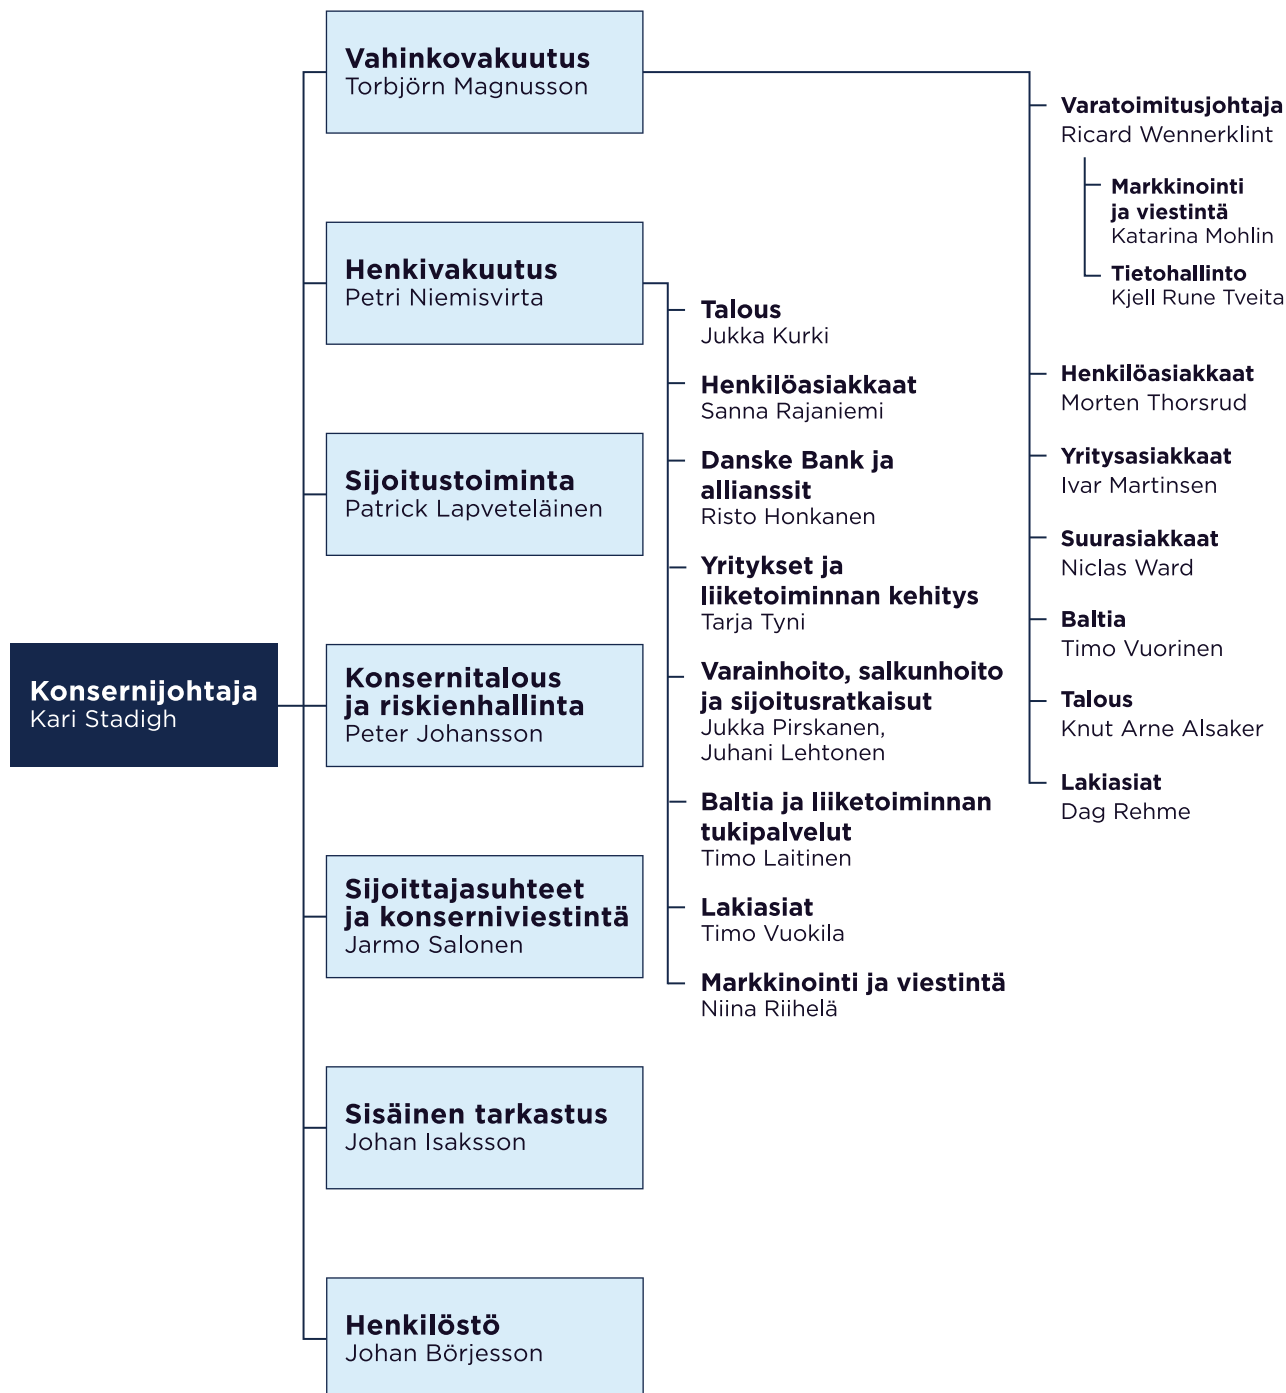 Konsernijohtaja
Kari Stadigh
Vahinkovakuutus
Torbjörn Magnusson
Henkivakuutus
Petri Niemisvirta
Sijoitustoiminta
Patrick Lapveteläinen
Konsernitalous
ja riskienhallinta
Peter Johansson
Sijoittajasuhteet
ja konserniviestintä
Jarmo Salonen
Sisäinen tarkastus
Johan Isaksson
Henkilöstö
Johan Börjesson
Talous
Jukka Kurki
Henkilöasiakkaat
Sanna Rajaniemi
Danske Bank ja
allianssit
Risto Honkanen
Yritykset ja
liiketoiminnan kehitys
Tarja Tyni
Varainhoito, salkunhoito
ja sijoitusratkaisut
Jukka Pirskanen,
Juhani Lehtonen
Baltia ja liiketoiminnan
tukipalvelut
Timo Laitinen
Lakiasiat
Timo Vuokila
Markkinointi ja viestintä
Niina Riihelä
Varatoimitusjohtaja
Ricard Wennerklint
Markkinointi
ja viestintä
Katarina Mohlin
Tietohallinto
Kjell Rune Tveita
Henkilöasiakkaat
Morten Thorsrud
Yritysasiakkaat
Ivar Martinsen
Suurasiakkaat
Niclas Ward
Baltia
Timo Vuorinen
Talous
Knut Arne Alsaker
Lakiasiat
Dag Rehme